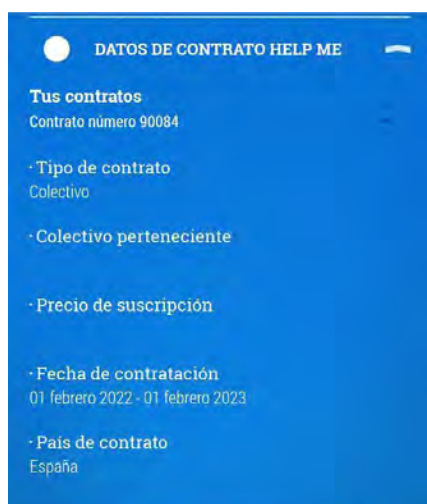 DATOS DE CONTRATO HELP ME
Tus contratos
Contrato número 90084
· Tipo de contrato
Colectivo
· Colectivo perteneciente
· Precio de suscripción
· Fecha de contratación
01 febrero 2022 - 01 febrero 2023
· País de contrato
España